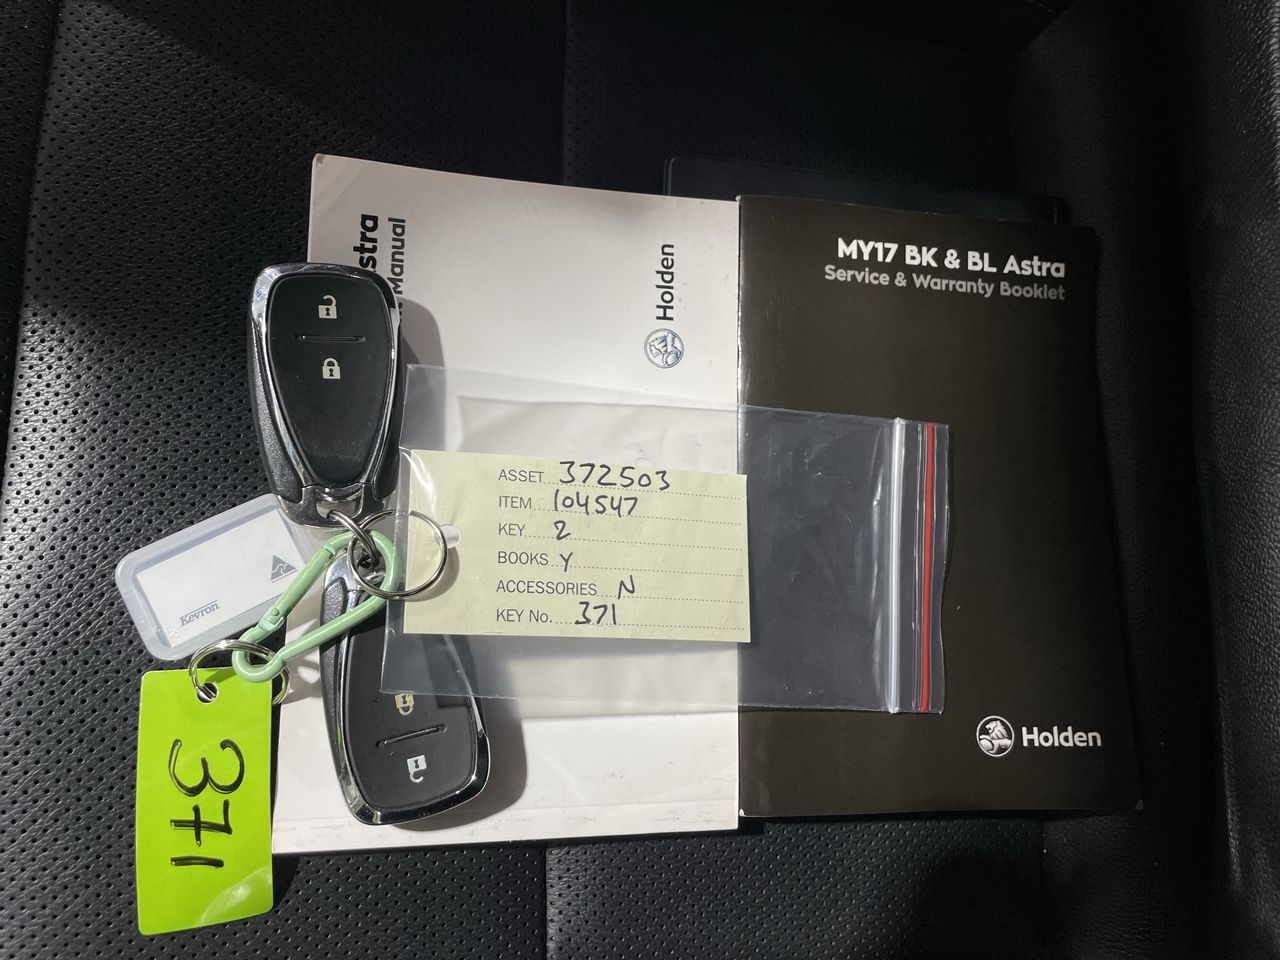 stra
Manual
Holden
MY17 BK & BL Astra
Service & Warranty Booklet
ASSET 372503
ITEM 104547
KEY 2
BOOKS Y
ACCESSORIES N
KEY No. 371
Kevron
371
Holden